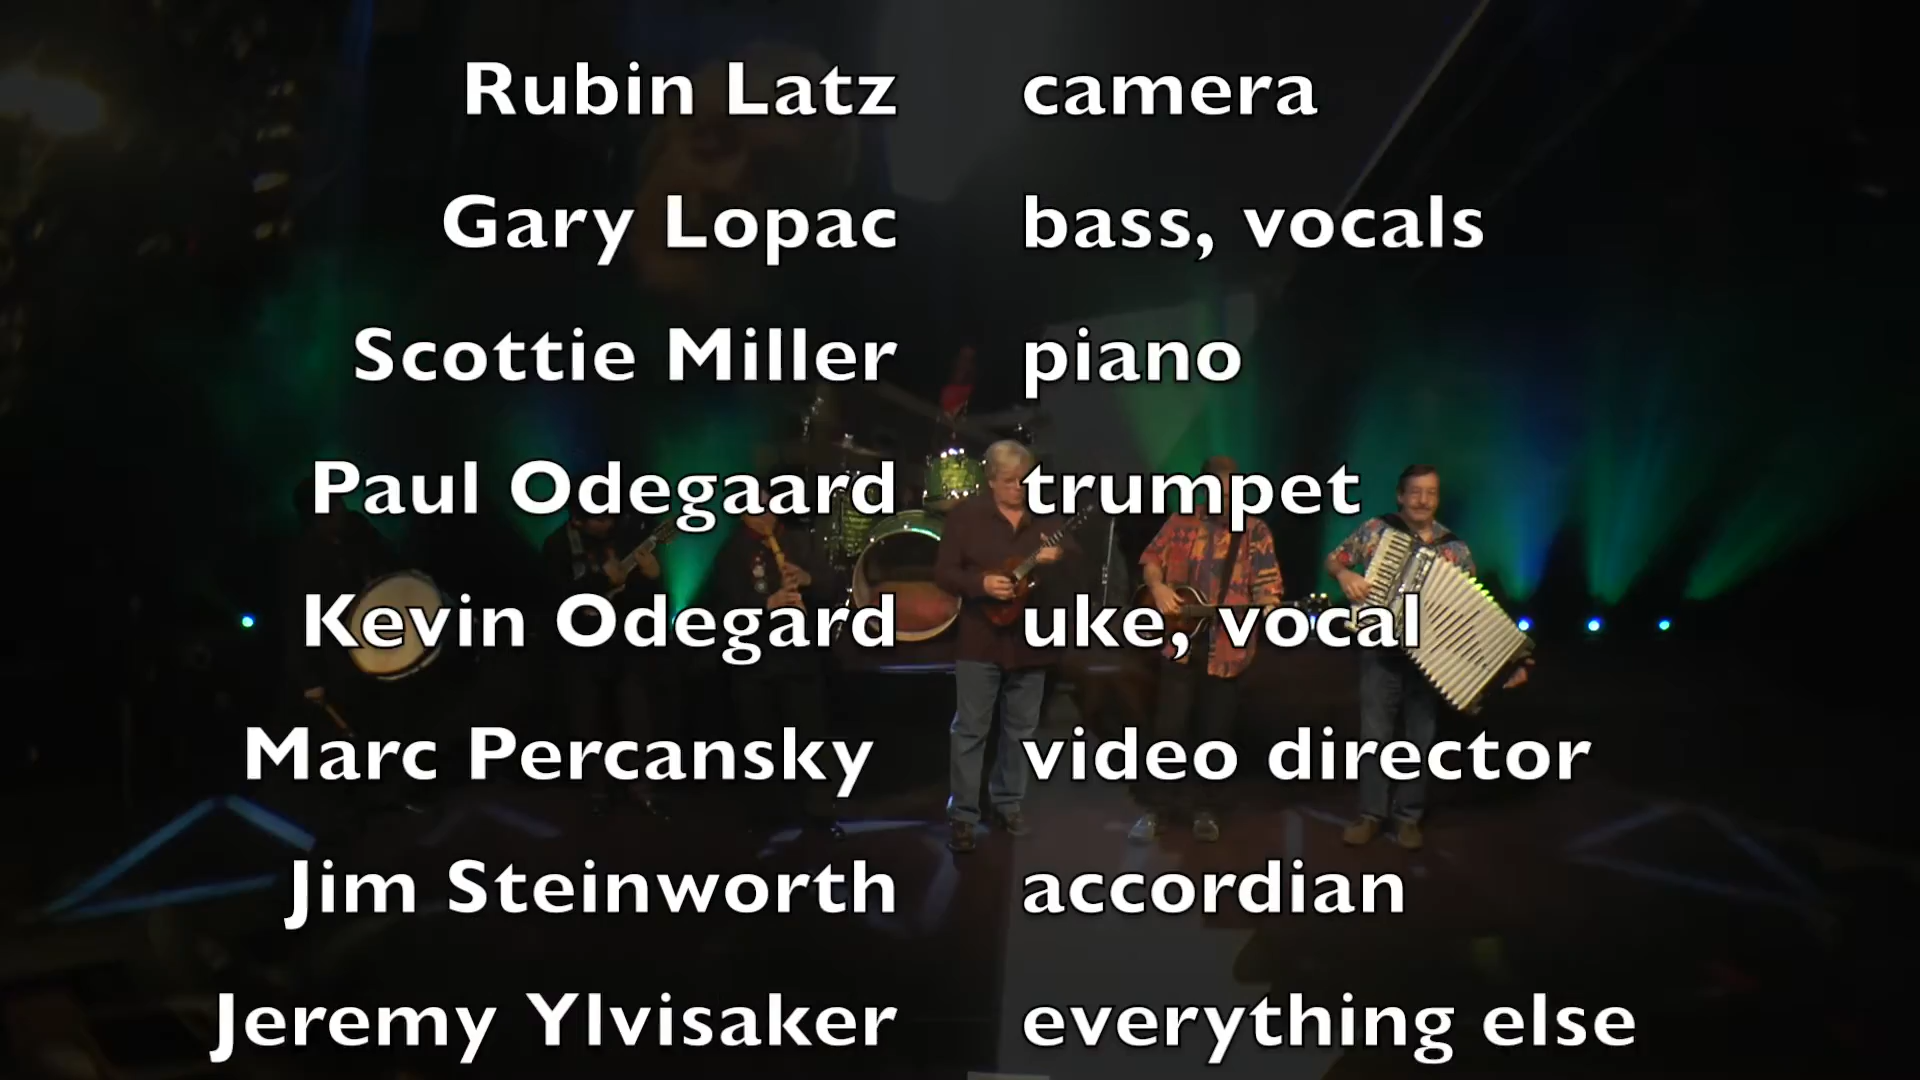 Rubin Latz camera
Gary Lopac bass, vocals
Scottie Miller piano
Paul Odegaard trumpet
Kevin Odegard uke, vocal
Marc Percansky video director
Jim Steinworth accordian
Jeremy Ylvisaker everything else